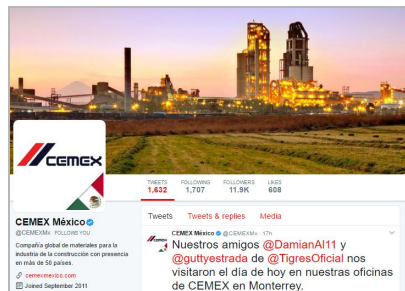 CEMEX
TWEETS FOLLOWING FOLLOWERS LIKES
1,632 1,707 11.9K 608
CEMEX México
@CEMEXMx FOLLOWS YOU
Compañía global de materiales para la
industria de la construcción con presencia
en más de 50 países.
cemexmexico.com
Joined September 2011
Tweets Tweets & replies Media
CEMEX México @CEMEXMx · 17h
Nuestros amigos @DamianAl11 y
@guttyestrada de @TigresOficial nos
visitaron el día de hoy en nuestras oficinas
de CEMEX en Monterrey.